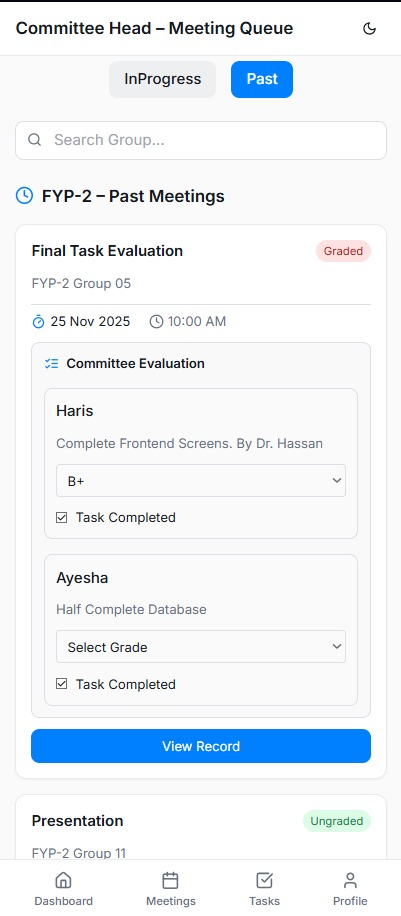 Committee Head – Meeting Queue
InProgress Past
Search Group...
FYP-2 – Past Meetings
Final Task Evaluation Graded
FYP-2 Group 05
25 Nov 2025 10:00 AM
Committee Evaluation
Haris
Complete Frontend Screens. By Dr. Hassan
B+
Task Completed
Ayesha
Half Complete Database
Select Grade
Task Completed
View Record
Presentation Ungraded
FYP-2 Group 11
Dashboard Meetings Tasks Profile